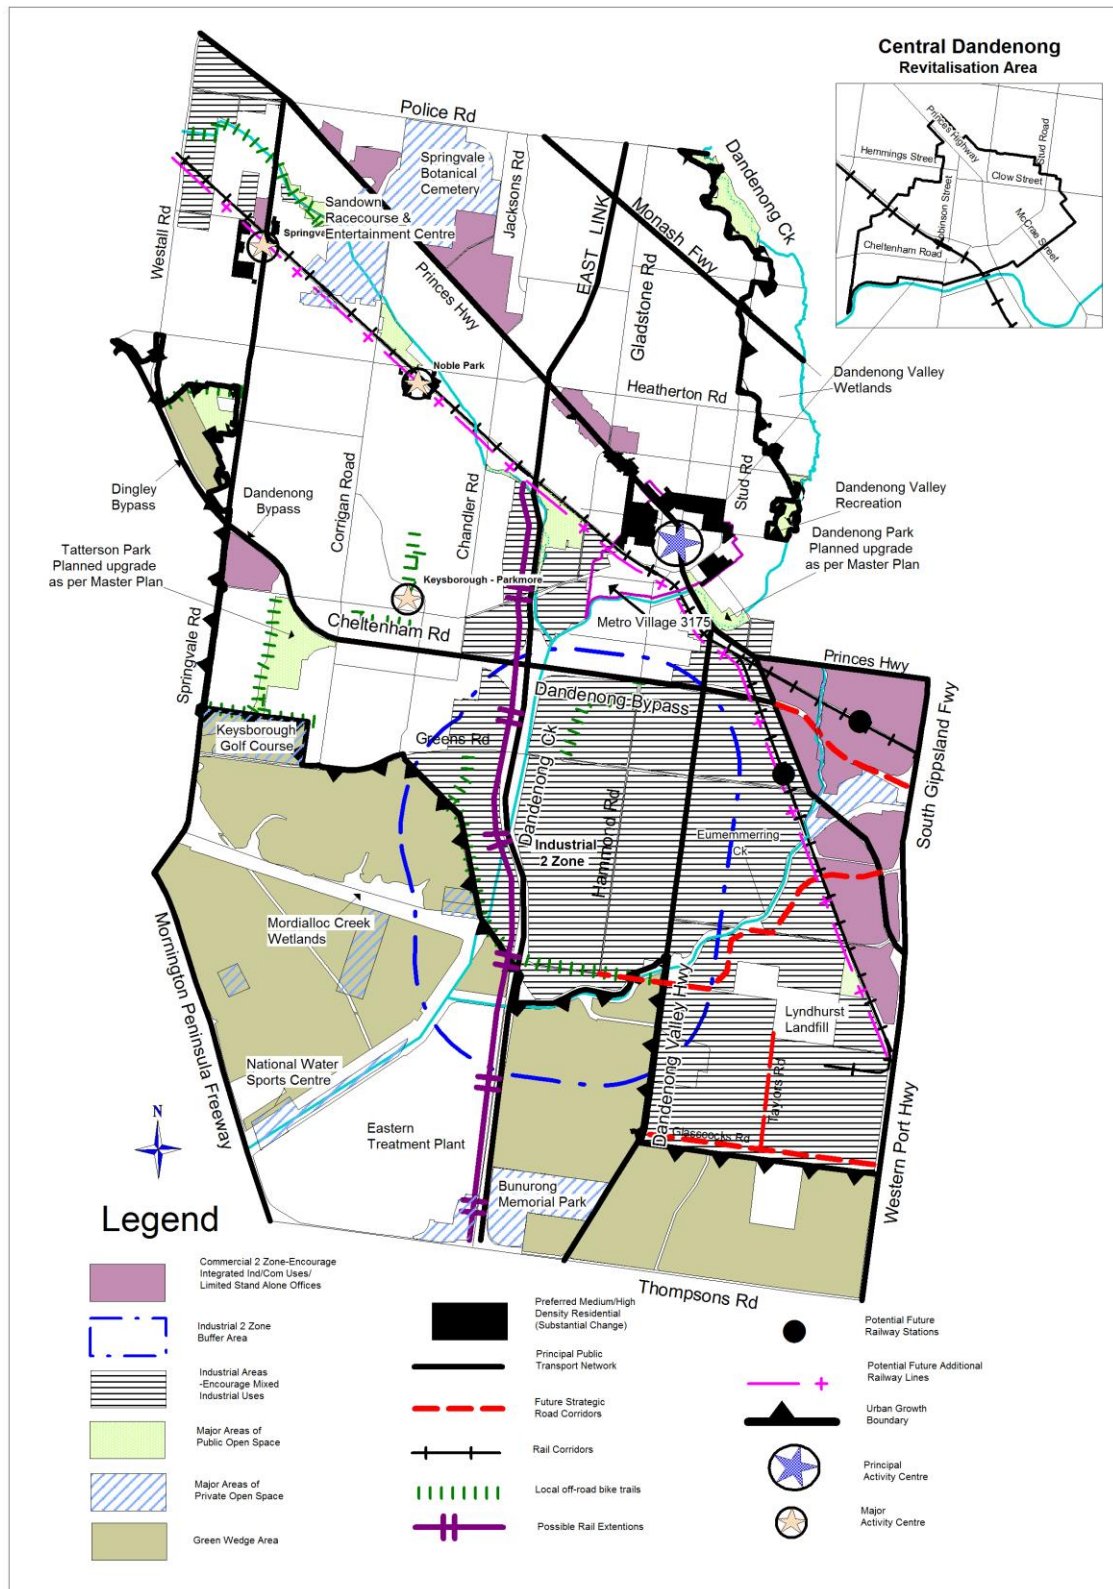 Central Dandenong
Revitalisation Area
Princes Highway
Stud Road
Hemmings Street
Clow Street
Robinson Street
McCrae Street
Cheltenham Road
Police Rd
Springvale
Botanical
Cemetery
Jacksons Rd
Dandenong Ck
Sandown
Racecourse &
Entertainment Centre
Westall Rd
EAST LINK
Monash Fwy
Princes Hwy
Gladstone Rd
Noble Park
Dandenong Valley
Wetlands
Heatherton Rd
Stud Rd
Dingley
Bypass
Dandenong
Bypass
Corrigan Road
Chandler Rd
Dandenong Valley
Recreation
Dandenong Park
Planned upgrade
as per Master Plan
Tatterson Park
Planned upgrade
as per Master Plan
Keysborough - Parkmore
Cheltenham Rd
Metro Village 3175
Springvale Rd
Princes Hwy
Dandenong Bypass
South Gippsland Fwy
Keysborough
Golf Course
Greens Rd
Dandenong Ck
Hammond Rd
Industrial
2 Zone
Eumemmerring
Ck
Mordialloc Creek
Wetlands
Mornington Peninsula Freeway
Dandenong Valley Hwy
Lyndhurst
Landfill
National Water
Sports Centre
Taylors Rd
Glasscocks Rd
Western Port Hwy
N
Eastern
Treatment Plant
Bunurong
Memorial Park
Thompsons Rd
Legend
Commercial 2 Zone-Encourage
Integrated Ind/Com Uses/
Limited Stand Alone Offices
Industrial 2 Zone
Buffer Area
Industrial Areas
-Encourage Mixed
Industrial Uses
Major Areas of
Public Open Space
Major Areas of
Private Open Space
Green Wedge Area
Preferred Medium/High
Density Residential
(Substantial Change)
Principal Public
Transport Network
Future Strategic
Road Corridors
Rail Corridors
Local off-road bike trails
Possible Rail Extentions
Potential Future
Railway Stations
Potential Future Additional
Railway Lines
Urban Growth
Boundary
Principal
Activity Centre
Major
Activity Centre